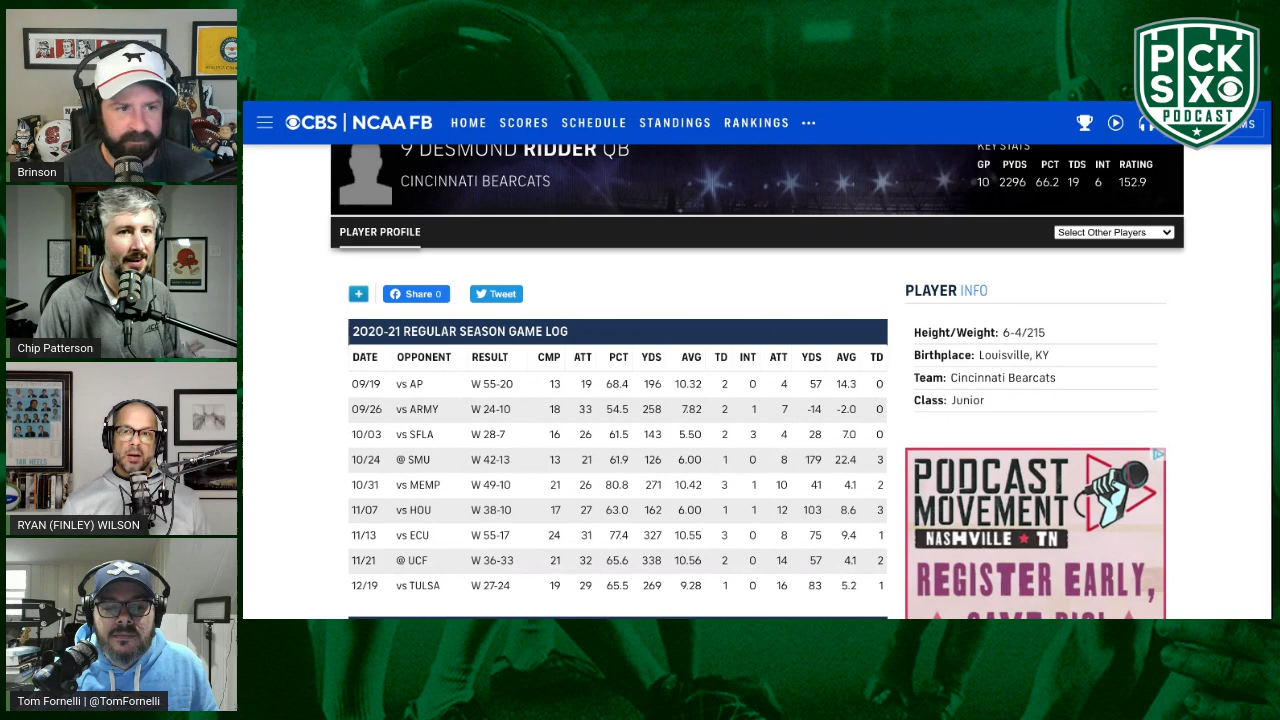 Brinson
Chip Patterson
RYAN (FINLEY) WILSON
Tom Fornelli | @TomFornelli
PICK
SIX
PODCAST
CBS | NCAA FB HOME SCORES SCHEDULE STANDINGS RANKINGS •••
9 DESMOND RIDDER QB
CINCINNATI BEARCATS
KEY STATS
GP PYDS PCT TDS INT RATING
10 2296 66.2 19 6 152.9
PLAYER PROFILE
Select Other Players
+ Share 0 Tweet
2020-21 REGULAR SEASON GAME LOG
DATE OPPONENT RESULT CMP ATT PCT YDS AVG TD INT ATT YDS AVG TD
09/19 vs AP W 55-20 13 19 68.4 196 10.32 2 0 4 57 14.3 0
09/26 vs ARMY W 24-10 18 33 54.5 258 7.82 2 1 7 -14 -2.0 0
10/03 vs SFLA W 28-7 16 26 61.5 143 5.50 2 3 4 28 7.0 0
10/24 @ SMU W 42-13 13 21 61.9 126 6.00 1 0 8 179 22.4 3
10/31 vs MEMP W 49-10 21 26 80.8 271 10.42 3 1 10 41 4.1 2
11/07 vs HOU W 38-10 17 27 63.0 162 6.00 1 1 12 103 8.6 3
11/13 vs ECU W 55-17 24 31 77.4 327 10.55 3 0 8 75 9.4 1
11/21 @ UCF W 36-33 21 32 65.6 338 10.56 2 0 14 57 4.1 2
12/19 vs TULSA W 27-24 19 29 65.5 269 9.28 1 0 16 83 5.2 1
PLAYER INFO
Height/Weight: 6-4/215
Birthplace: Louisville, KY
Team: Cincinnati Bearcats
Class: Junior
PODCAST
MOVEMENT
NASHVILLE ★ TN
REGISTER EARLY,